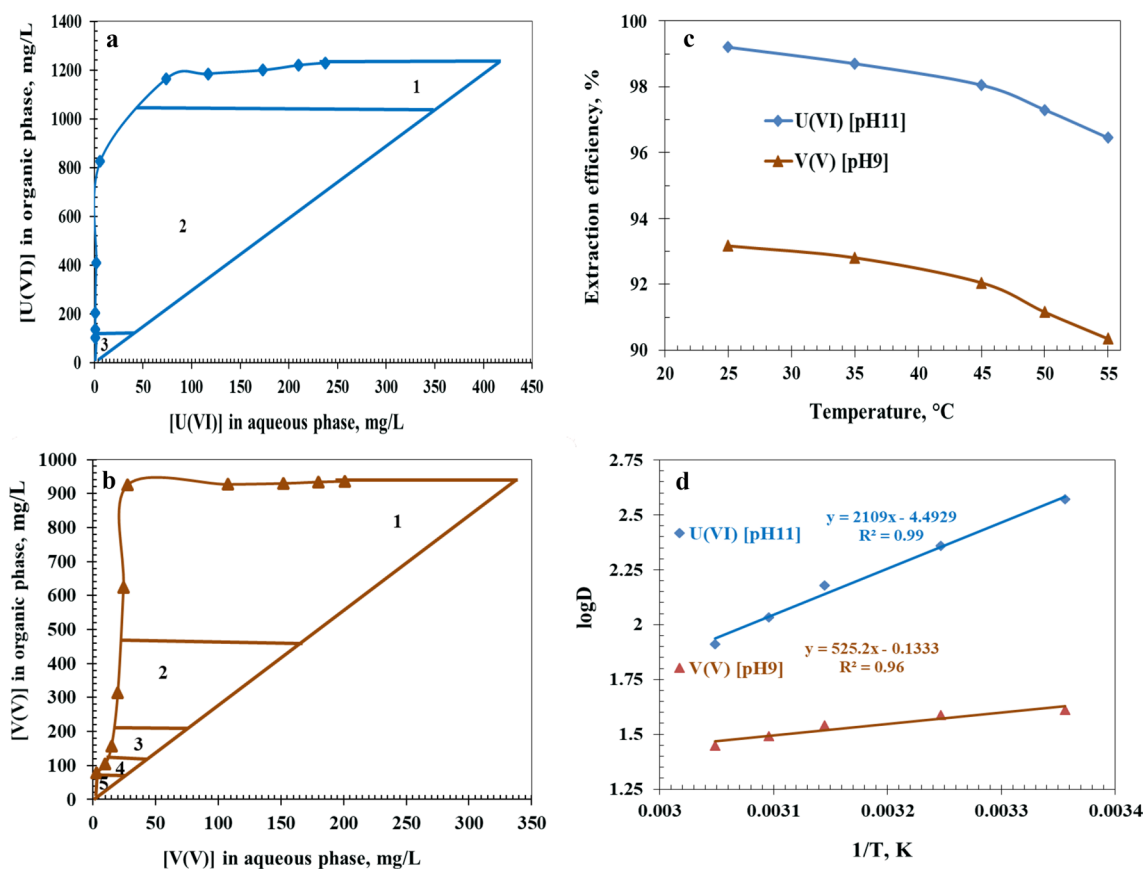 a
[U(VI)] in organic phase, mg/L
1400
1200
1000
800
600
400
200
0
1
2
3
0 50 100 150 200 250 300 350 400 450
[U(VI)] in aqueous phase, mg/L
c
Extraction efficiency, %
100
98
96
94
92
90
U(VI) [pH11]
V(V) [pH9]
20 25 30 35 40 45 50 55
Temperature, °C
b
[V(V)] in organic phase, mg/L
1000
900
800
700
600
500
400
300
200
100
0
1
2
3
4
5
0 50 100 150 200 250 300 350
[V(V)] in aqueous phase, mg/L
d
logD
2.75
2.5
2.25
2
1.75
1.5
1.25
y = 2109x - 4.4929
R² = 0.99
U(VI) [pH11]
y = 525.2x - 0.1333
R² = 0.96
V(V) [pH9]
0.003 0.0031 0.0032 0.0033 0.0034
1/T, K